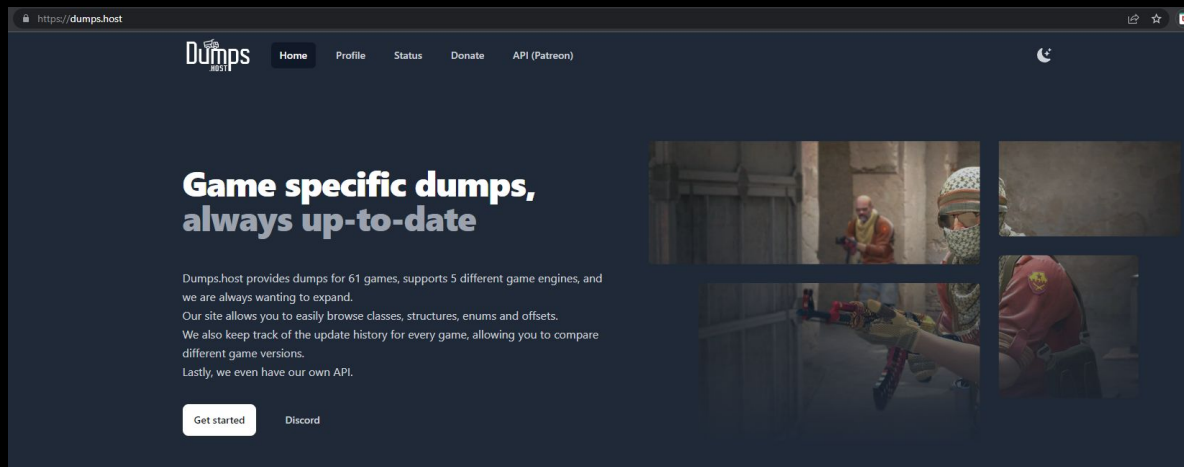 https://dumps.host
Dumps
.HOST
Home Profile Status Donate API (Patreon)
Game specific dumps,
always up-to-date
Dumps.host provides dumps for 61 games, supports 5 different game engines, and
we are always wanting to expand.
Our site allows you to easily browse classes, structures, enums and offsets.
We also keep track of the update history for every game, allowing you to compare
different game versions.
Lastly, we even have our own API.
Get started Discord